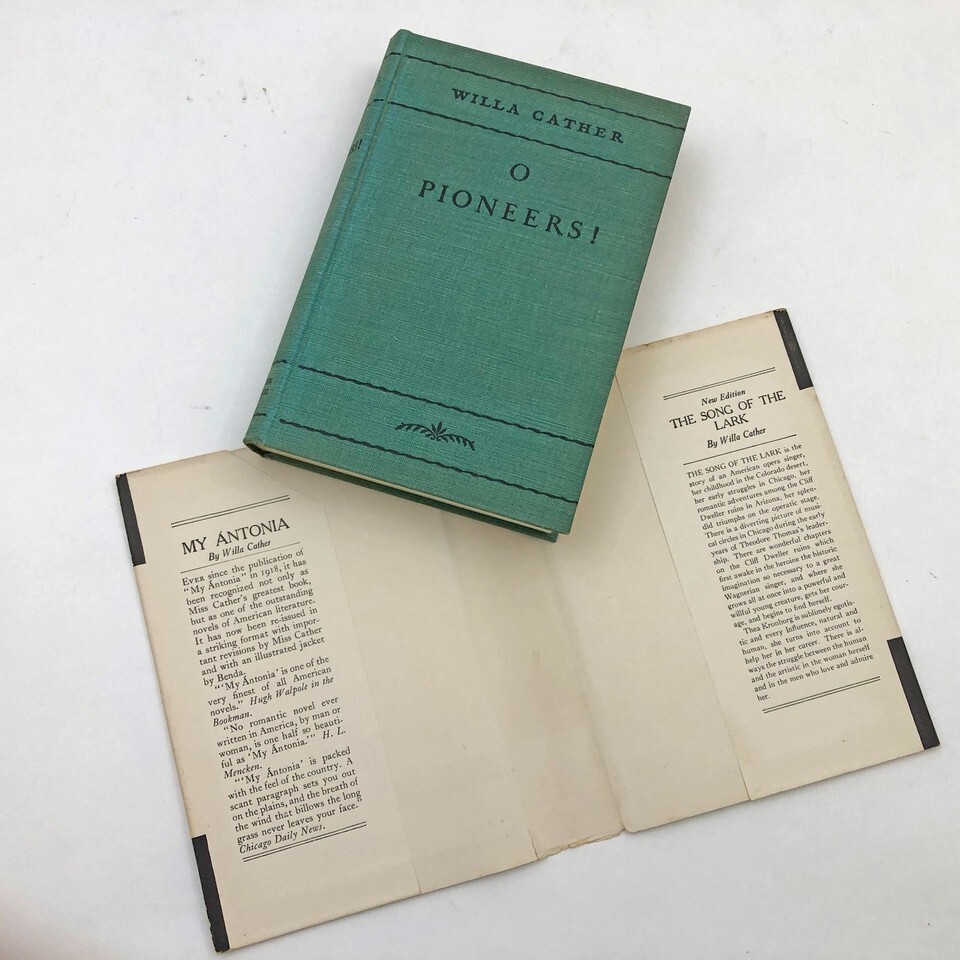 WILLA CATHER
O
PIONEERS!
MY ÁNTONIA
By Willa Cather
EVER since the publication of
"My Ántonia" in 1918, it has
been recognized not only as
Miss Cather's greatest book,
but as one of the outstanding
novels of American literature.
It has now been re-issued in
a striking format with impor-
tant revisions by Miss Cather
and with an illustrated jacket
by Benda.
"'My Ántonia' is one of the
very finest of all American
novels." Hugh Walpole in the
Bookman.
"No romantic novel ever
written in America, by man or
woman, is one half so beauti-
ful as 'My Ántonia.'" H. L.
Mencken.
"'My Ántonia' is packed
with the feel of the country. A
scant paragraph sets you out
on the plains, and the breath of
the wind that billows the long
grass never leaves your face."
Chicago Daily News.
New Edition
THE SONG OF THE
LARK
By Willa Cather
THE SONG OF THE LARK is the
story of an American opera singer,
her childhood in the Colorado desert,
her early struggles in Chicago, her
romantic adventures among the Cliff
Dweller ruins in Arizona, her splen-
did triumphs on the operatic stage.
There is a diverting picture of musi-
cal circles in Chicago during the early
years of Theodore Thomas's leader-
ship. There are wonderful chapters
on the Cliff Dweller ruins which
first awake in the heroine the historic
imagination so necessary to a great
Wagnerian singer, and where she
grows all at once into a powerful and
willful young creature, gets her cour-
age, and begins to find herself.
Thea Kronborg is sublimely egotis-
tic and every influence, natural and
human, she turns into account to
help her in her career. There is al-
ways the struggle between the human
and the artistic in the woman herself
and in the men who love and admire
her.